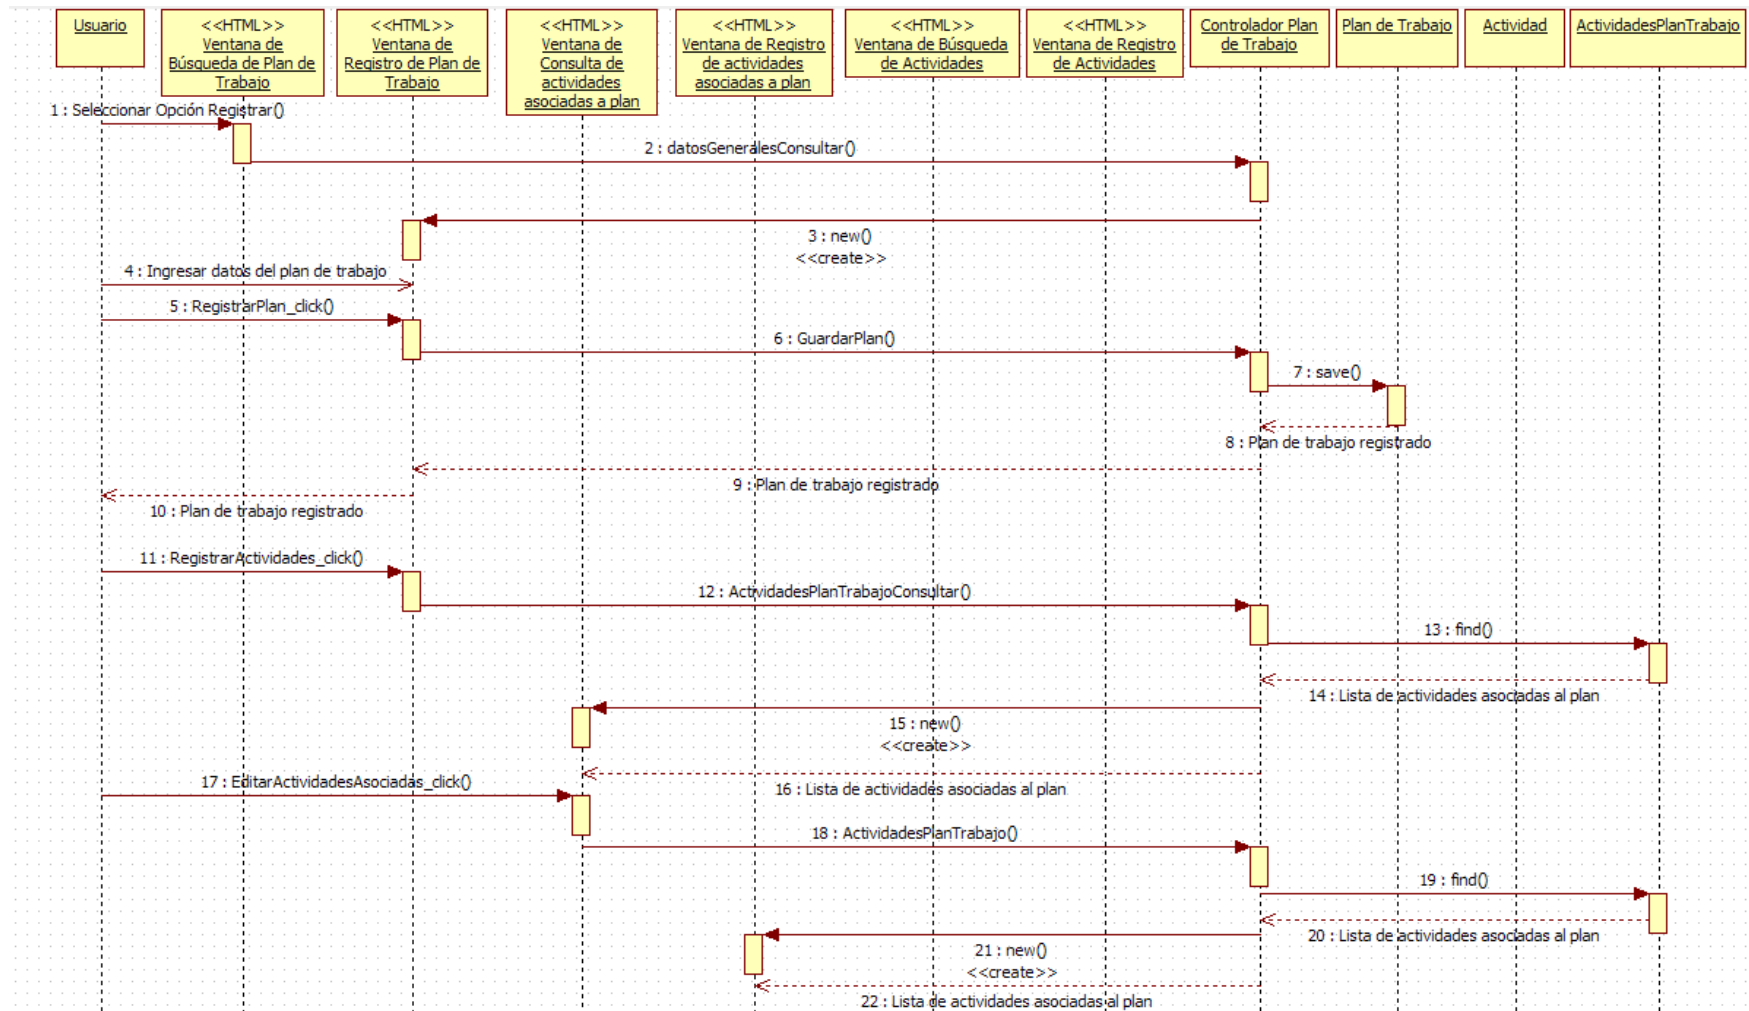 Usuario
<<HTML>>
Ventana de
Búsqueda de Plan de
Trabajo
<<HTML>>
Ventana de
Registro de Plan de
Trabajo
<<HTML>>
Ventana de
Consulta de
actividades
asociadas a plan
<<HTML>>
Ventana de Registro
de actividades
asociadas a plan
<<HTML>>
Ventana de Búsqueda
de Actividades
<<HTML>>
Ventana de Registro
de Actividades
Controlador Plan
de Trabajo
Plan de Trabajo
Actividad
ActividadesPlanTrabajo
1 : Seleccionar Opción Registrar()
2 : datosGeneralesConsultar()
3 : new()
<<create>>
4 : Ingresar datos del plan de trabajo
5 : RegistrarPlan_click()
6 : GuardarPlan()
7 : save()
8 : Plan de trabajo registrado
9 : Plan de trabajo registrado
10 : Plan de trabajo registrado
11 : RegistrarActividades_click()
12 : ActividadesPlanTrabajoConsultar()
13 : find()
14 : Lista de actividades asociadas al plan
15 : new()
<<create>>
16 : Lista de actividades asociadas al plan
17 : EditarActividadesAsociadas_click()
18 : ActividadesPlanTrabajo()
19 : find()
20 : Lista de actividades asociadas al plan
21 : new()
<<create>>
22 : Lista de actividades asociadas al plan